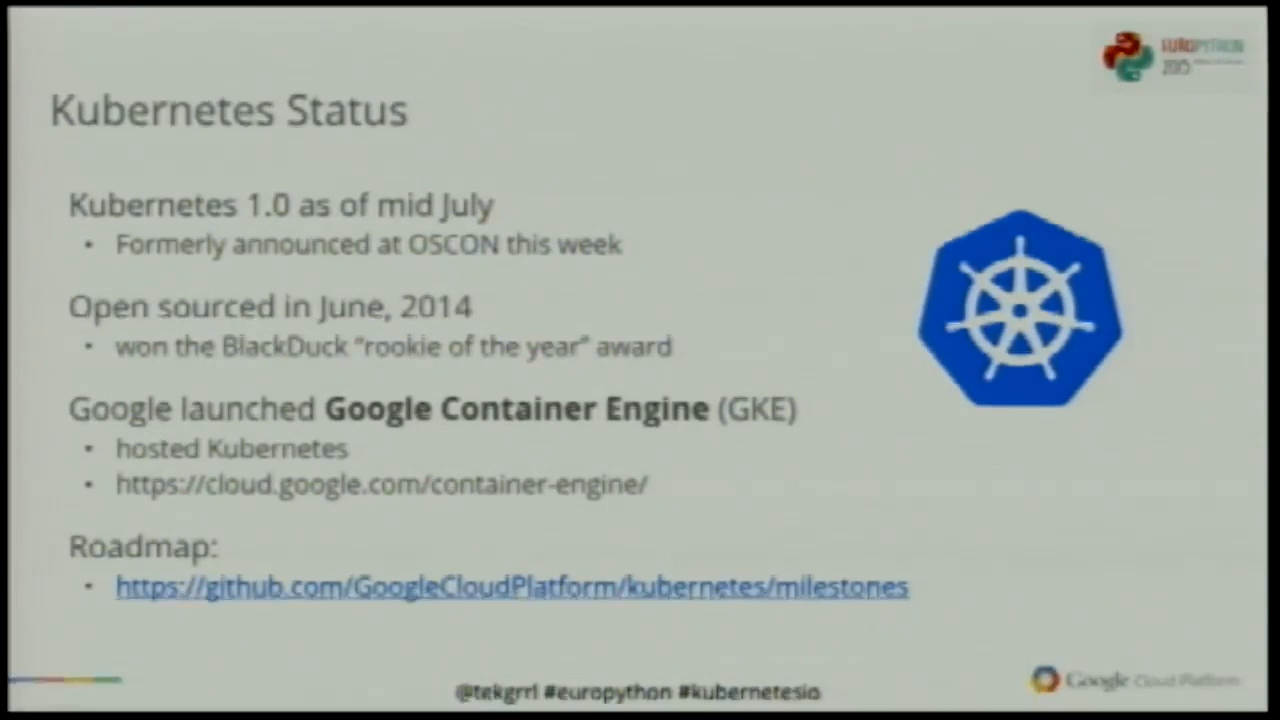 EUROPYTHON
2015
Kubernetes Status
Kubernetes 1.0 as of mid July
• Formerly announced at OSCON this week
Open sourced in June, 2014
• won the BlackDuck “rookie of the year” award
Google launched Google Container Engine (GKE)
• hosted Kubernetes
• https://cloud.google.com/container-engine/
Roadmap:
• https://github.com/GoogleCloudPlatform/kubernetes/milestones
@tekgrrl #europython #kubernetesio
Google Cloud Platform